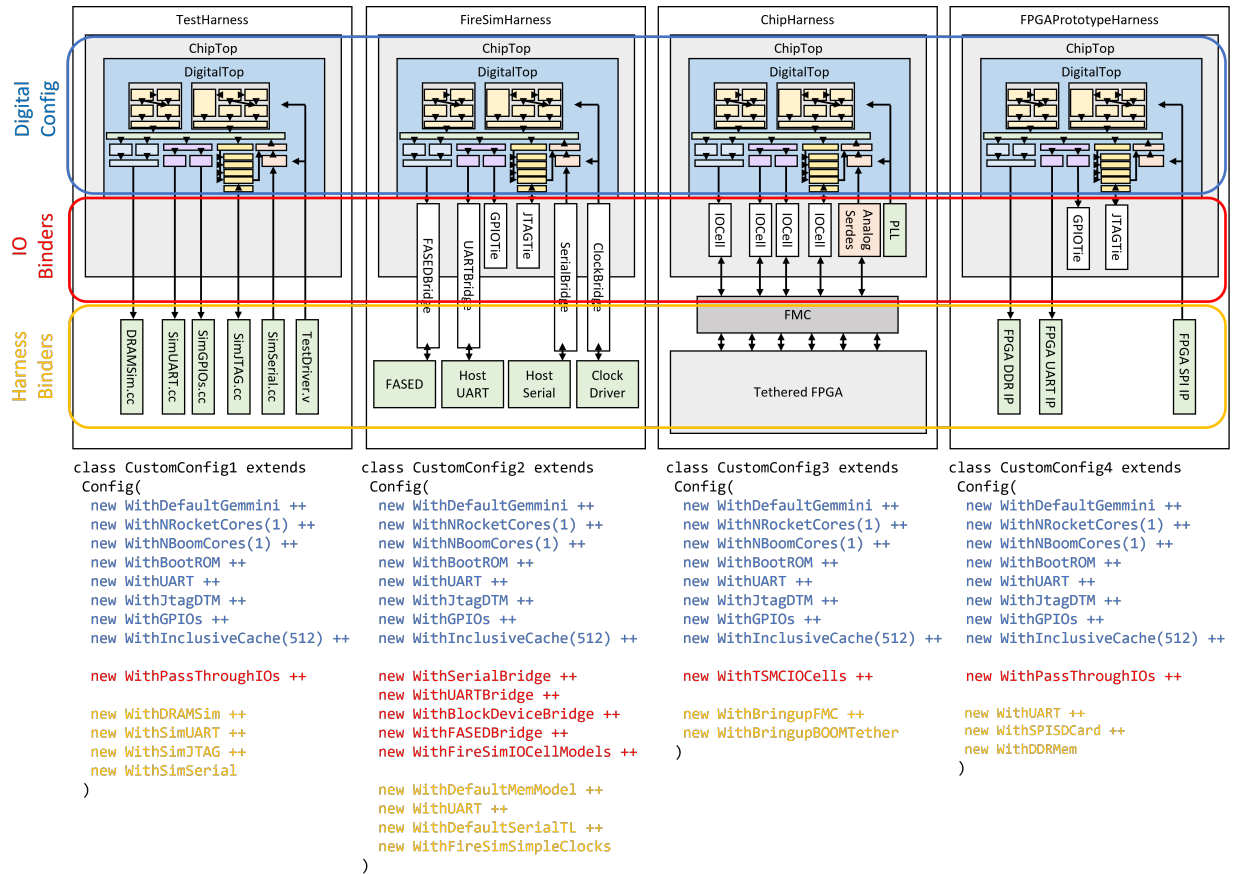 TestHarness
ChipTop
DigitalTop
FireSimHarness
ChipTop
DigitalTop
ChipHarness
ChipTop
DigitalTop
FPGAPrototypeHarness
ChipTop
DigitalTop
Digital
Config
IO
Binders
Harness
Binders
DRAMSim.cc
SimUART.cc
SimGPIOs.cc
SimJTAG.cc
SimSerial.cc
TestDriver.v
FASEDBridge
UARTBridge
GPIOTie
JTAGTie
SerialBridge
ClockBridge
FASED
Host
UART
Host
Serial
Clock
Driver
IOCell
IOCell
IOCell
IOCell
Analog
Serdes
PLL
FMC
Tethered FPGA
GPIOTie
JTAGTie
FPGA DDR IP
FPGA UART IP
FPGA SPI IP
class CustomConfig1 extends
Config(
new WithDefaultGemmini ++
new WithNRocketCores(1) ++
new WithNBoomCores(1) ++
new WithBootROM ++
new WithUART ++
new WithJtagDTM ++
new WithGPIOs ++
new WithInclusiveCache(512) ++
new WithPassThroughIOs ++
new WithDRAMSim ++
new WithSimUART ++
new WithSimJTAG ++
new WithSimSerial
)
class CustomConfig2 extends
Config(
new WithDefaultGemmini ++
new WithNRocketCores(1) ++
new WithNBoomCores(1) ++
new WithBootROM ++
new WithUART ++
new WithJtagDTM ++
new WithGPIOs ++
new WithInclusiveCache(512) ++
new WithSerialBridge ++
new WithUARTBridge ++
new WithBlockDeviceBridge ++
new WithFASEDBridge ++
new WithFireSimIOCellModels ++
new WithDefaultMemModel ++
new WithUART ++
new WithDefaultSerialTL ++
new WithFireSimSimpleClocks
)
class CustomConfig3 extends
Config(
new WithDefaultGemmini ++
new WithNRocketCores(1) ++
new WithNBoomCores(1) ++
new WithBootROM ++
new WithUART ++
new WithJtagDTM ++
new WithGPIOs ++
new WithInclusiveCache(512) ++
new WithTSMCIOCells ++
new WithBringupFMC ++
new WithBringupBOOMTether
)
class CustomConfig4 extends
Config(
new WithDefaultGemmini ++
new WithNRocketCores(1) ++
new WithNBoomCores(1) ++
new WithBootROM ++
new WithUART ++
new WithJtagDTM ++
new WithGPIOs ++
new WithInclusiveCache(512) ++
new WithPassThroughIOs ++
new WithUART ++
new WithSPISDCard ++
new WithDDRMem
)